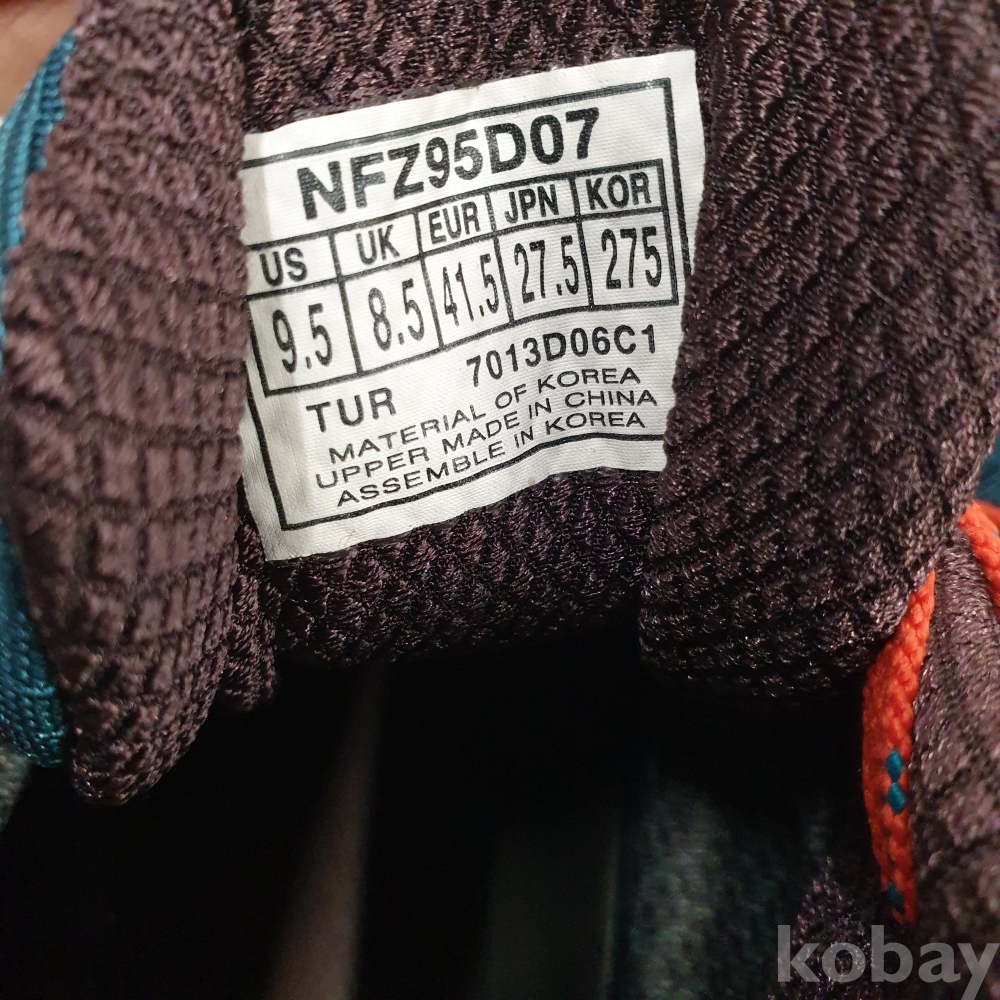 NFZ95D07
US UK EUR JPN KOR
9.5 8.5 41.5 27.5 275
TUR 7013D06C1
MATERIAL OF KOREA
UPPER MADE IN CHINA
ASSEMBLE IN KOREA
kobay